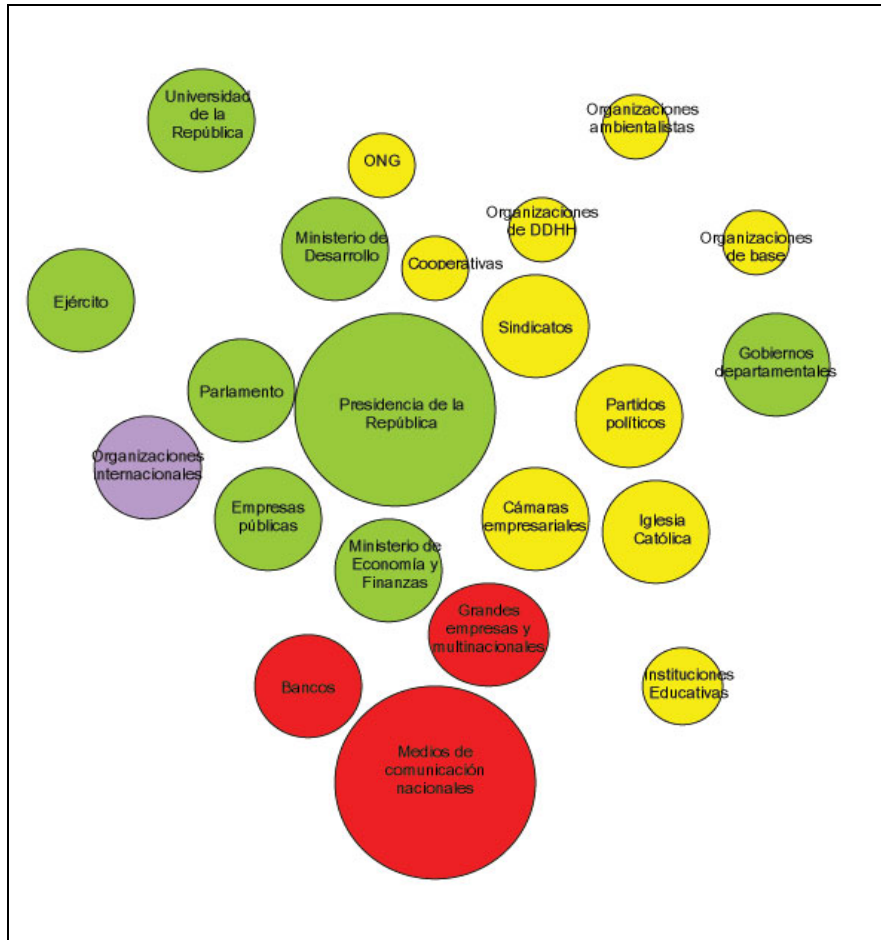 Universidad
de la
República
Organizaciones
ambientalistas
ONG
Organizaciones
de DDHH
Ministerio de
Desarrollo
Cooperativas
Organizaciones
de base
Ejército
Sindicatos
Gobiernos
departamentales
Parlamento
Presidencia de la
República
Partidos
políticos
Organizaciones
internacionales
Empresas
públicas
Cámaras
empresariales
Iglesia
Católica
Ministerio de
Economía y
Finanzas
Grandes
empresas y
multinacionales
Bancos
Instituciones
Educativas
Medios de
comunicación
nacionales